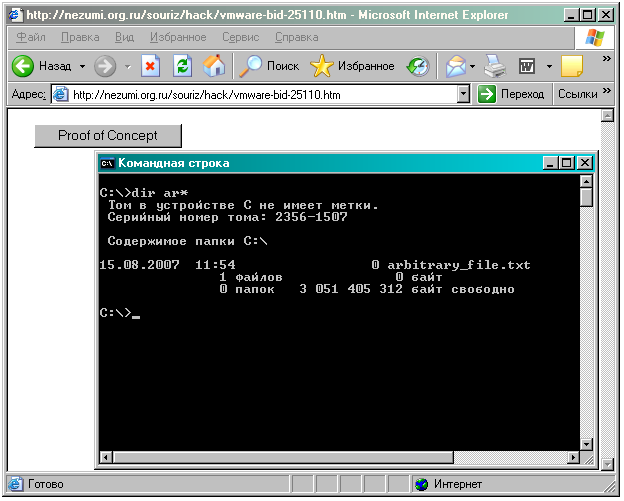 http://nezumi.org.ru/souriz/hack/vmware-bid-25110.htm - Microsoft Internet Explorer
Файл Правка Вид Избранное Сервис Справка
Назад Поиск Избранное »
Адрес: http://nezumi.org.ru/souriz/hack/vmware-bid-25110.htm Переход Ссылки »
Proof of Concept
Командная строка
C:\>dir ar*
Том в устройстве C не имеет метки.
Серийный номер тома: 2356-1507
Содержимое папки C:\
15.08.2007 11:54 0 arbitrary_file.txt
1 файлов 0 байт
0 папок 3 051 405 312 байт свободно
C:\>_
Готово Интернет